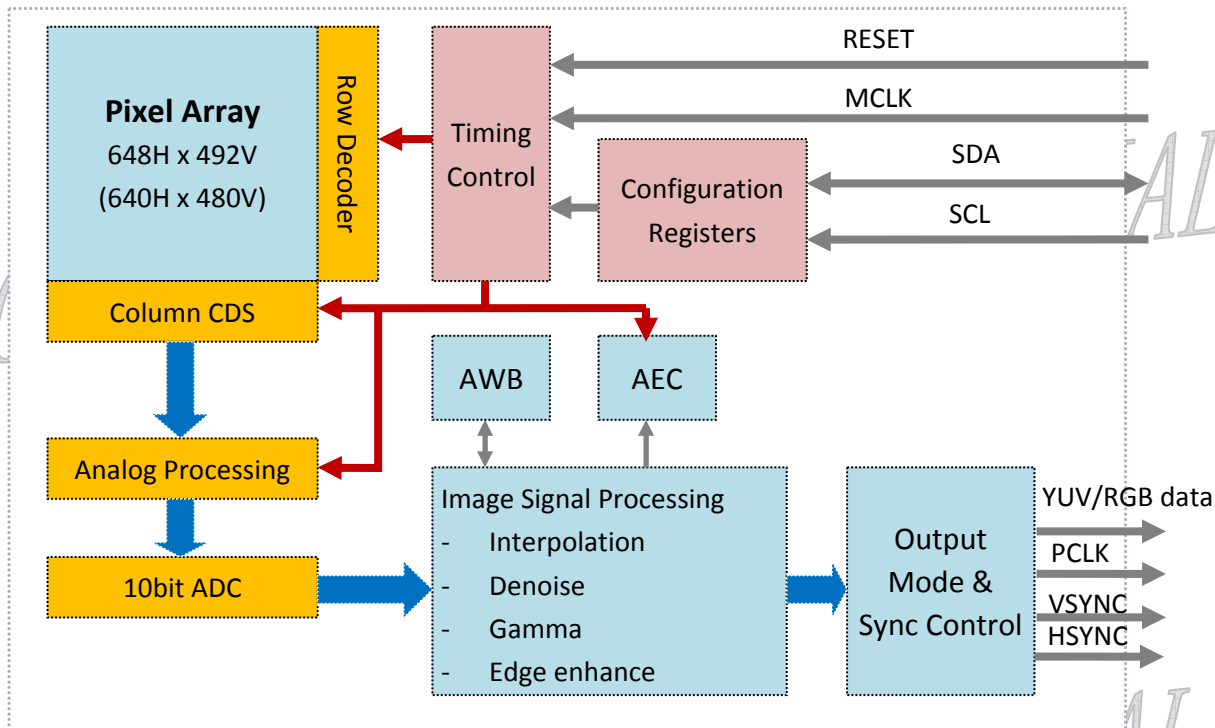 Pixel Array
648H x 492V
(640H x 480V)
Row Decoder
Timing
Control
RESET
MCLK
SDA
SCL
Configuration
Registers
Column CDS
AWB
AEC
Analog Processing
10bit ADC
Image Signal Processing
- Interpolation
- Denoise
- Gamma
- Edge enhance
Output
Mode &
Sync Control
YUV/RGB data
PCLK
VSYNC
HSYNC